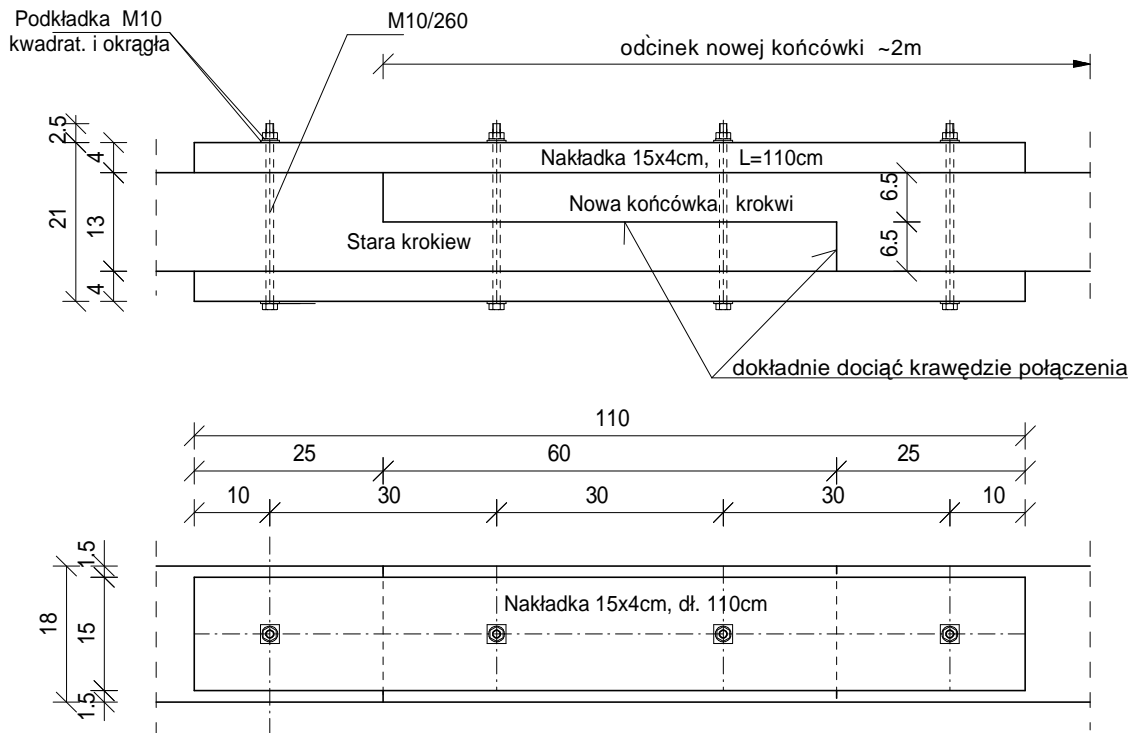 Podkładka M10
kwadrat. i okrągła
M10/260
odcinek nowej końcówki ~2m
2.5
4
21
13
4
Nakładka 15x4cm, L=110cm
Nowa końcówka krokwi
Stara krokiew
6.5
6.5
dokładnie dociąć krawędzie połączenia
110
25
60
25
10
30
30
30
10
1.5
18
15
1.5
Nakładka 15x4cm, dł. 110cm